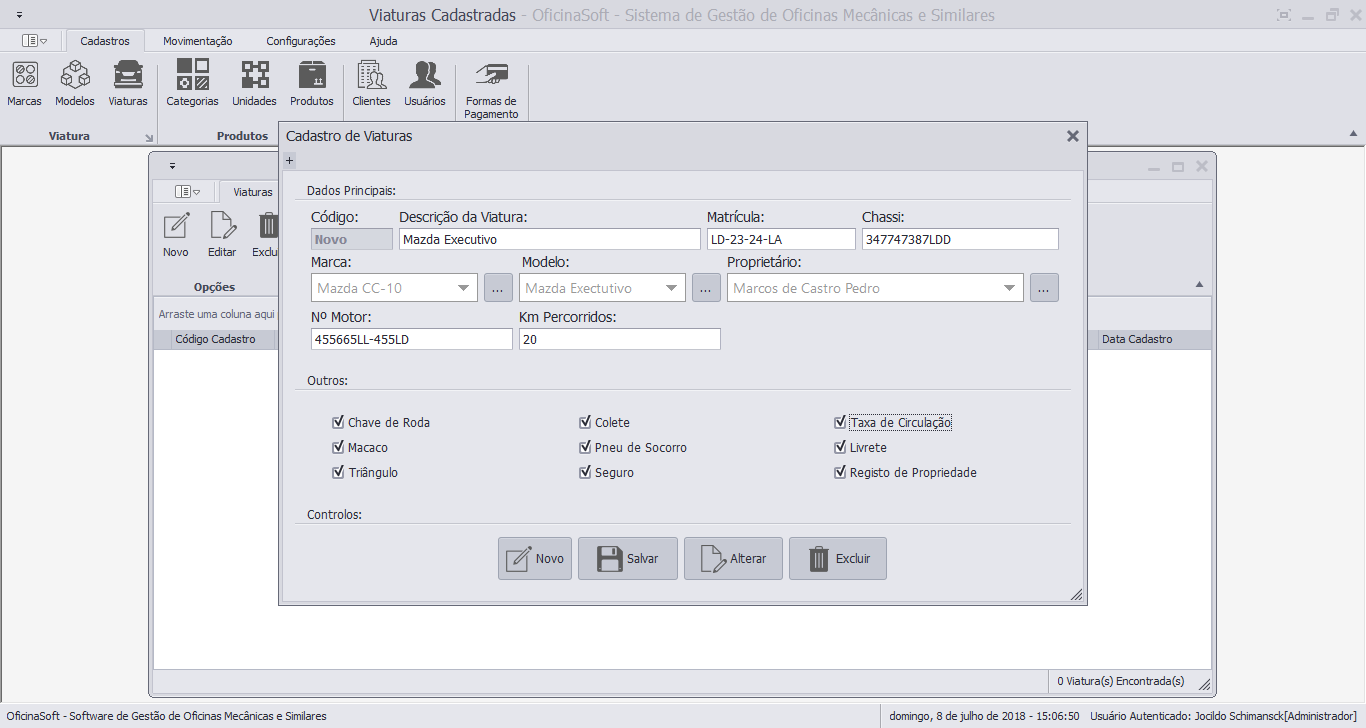 Viaturas Cadastradas - OficinaSoft - Sistema de Gestão de Oficinas Mecânicas e Similares
Cadastros Movimentação Configurações Ajuda
Marcas Modelos Viaturas Categorias Unidades Produtos Clientes Usuários Formas de
Pagamento
Viatura Produtos
Cadastro de Viaturas
+
Viaturas
Dados Principais:
Código: Descrição da Viatura: Matrícula: Chassi:
Novo Mazda Executivo LD-23-24-LA 347747387LDD
Novo Editar Exclu
Marca: Modelo: Proprietário:
Mazda CC-10 ... Mazda Exectutivo ... Marcos de Castro Pedro ...
Opções
Arraste uma coluna aqui
Nº Motor: Km Percorridos:
455665LL-455LD 20
Código Cadastro Data Cadastro
Outros:
Chave de Roda Colete Taxa de Circulação
Macaco Pneu de Socorro Livrete
Triângulo Seguro Registo de Propriedade
Controlos:
Novo Salvar Alterar Excluir
0 Viatura(s) Encontrada(s)
OficinaSoft - Software de Gestão de Oficinas Mecânicas e Similares domingo, 8 de julho de 2018 - 15:06:50 Usuário Autenticado: Jocildo Schimansck[Administrador]